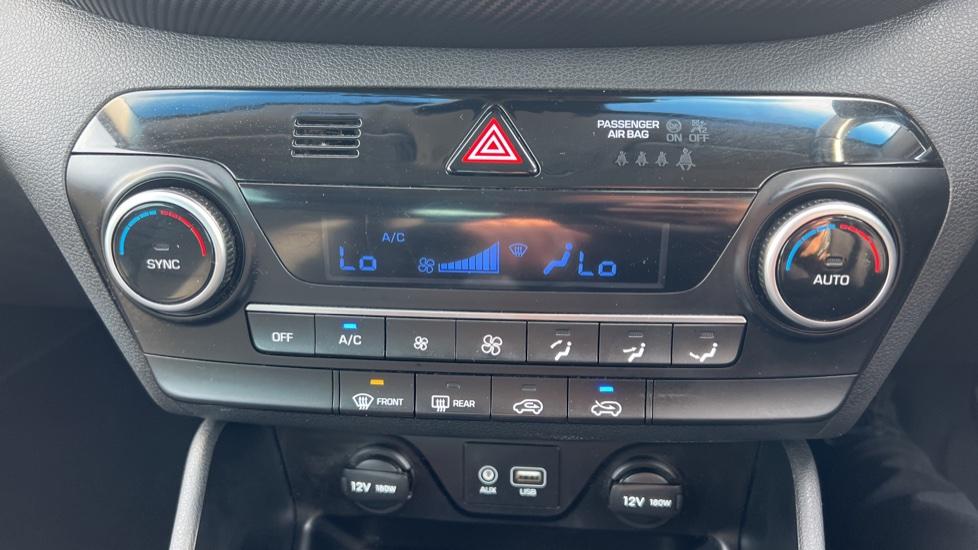 PASSENGER
AIR BAG
ON OFF
A/C
Lo
Lo
SYNC
AUTO
OFF
A/C
FRONT
REAR
12V 180W
AUX
USB
12V 180W